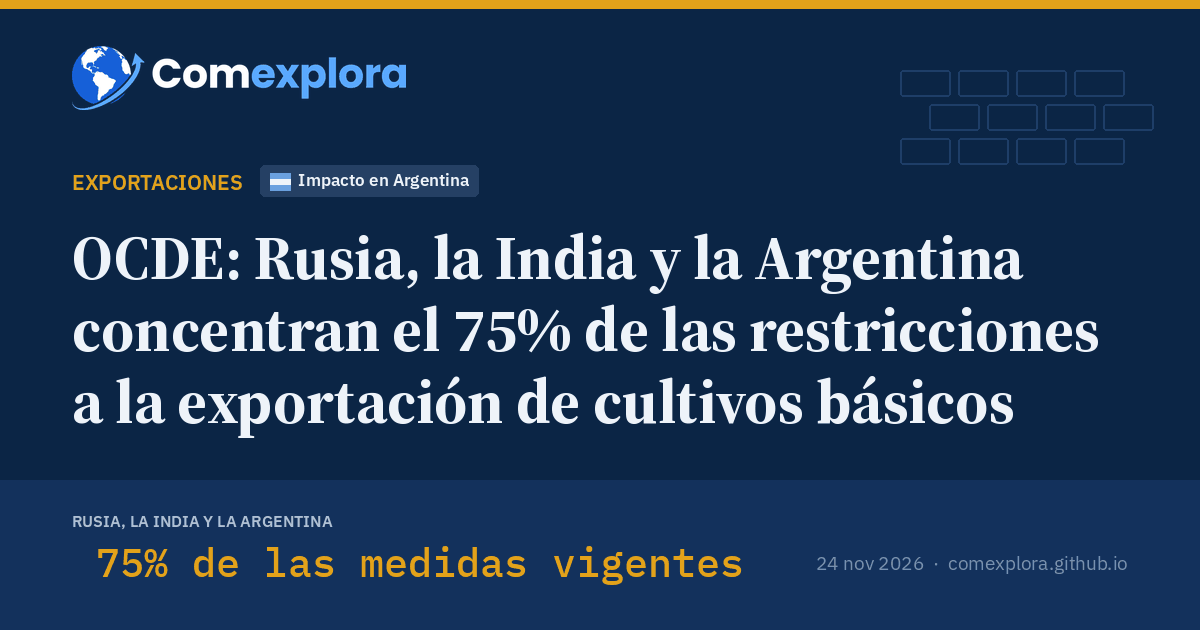 Comexplora
EXPORTACIONES
Impacto en Argentina
OCDE: Rusia, la India y la Argentina
concentran el 75% de las restricciones
a la exportación de cultivos básicos
RUSIA, LA INDIA Y LA ARGENTINA
75% de las medidas vigentes
24 nov 2026 · comexplora.github.io